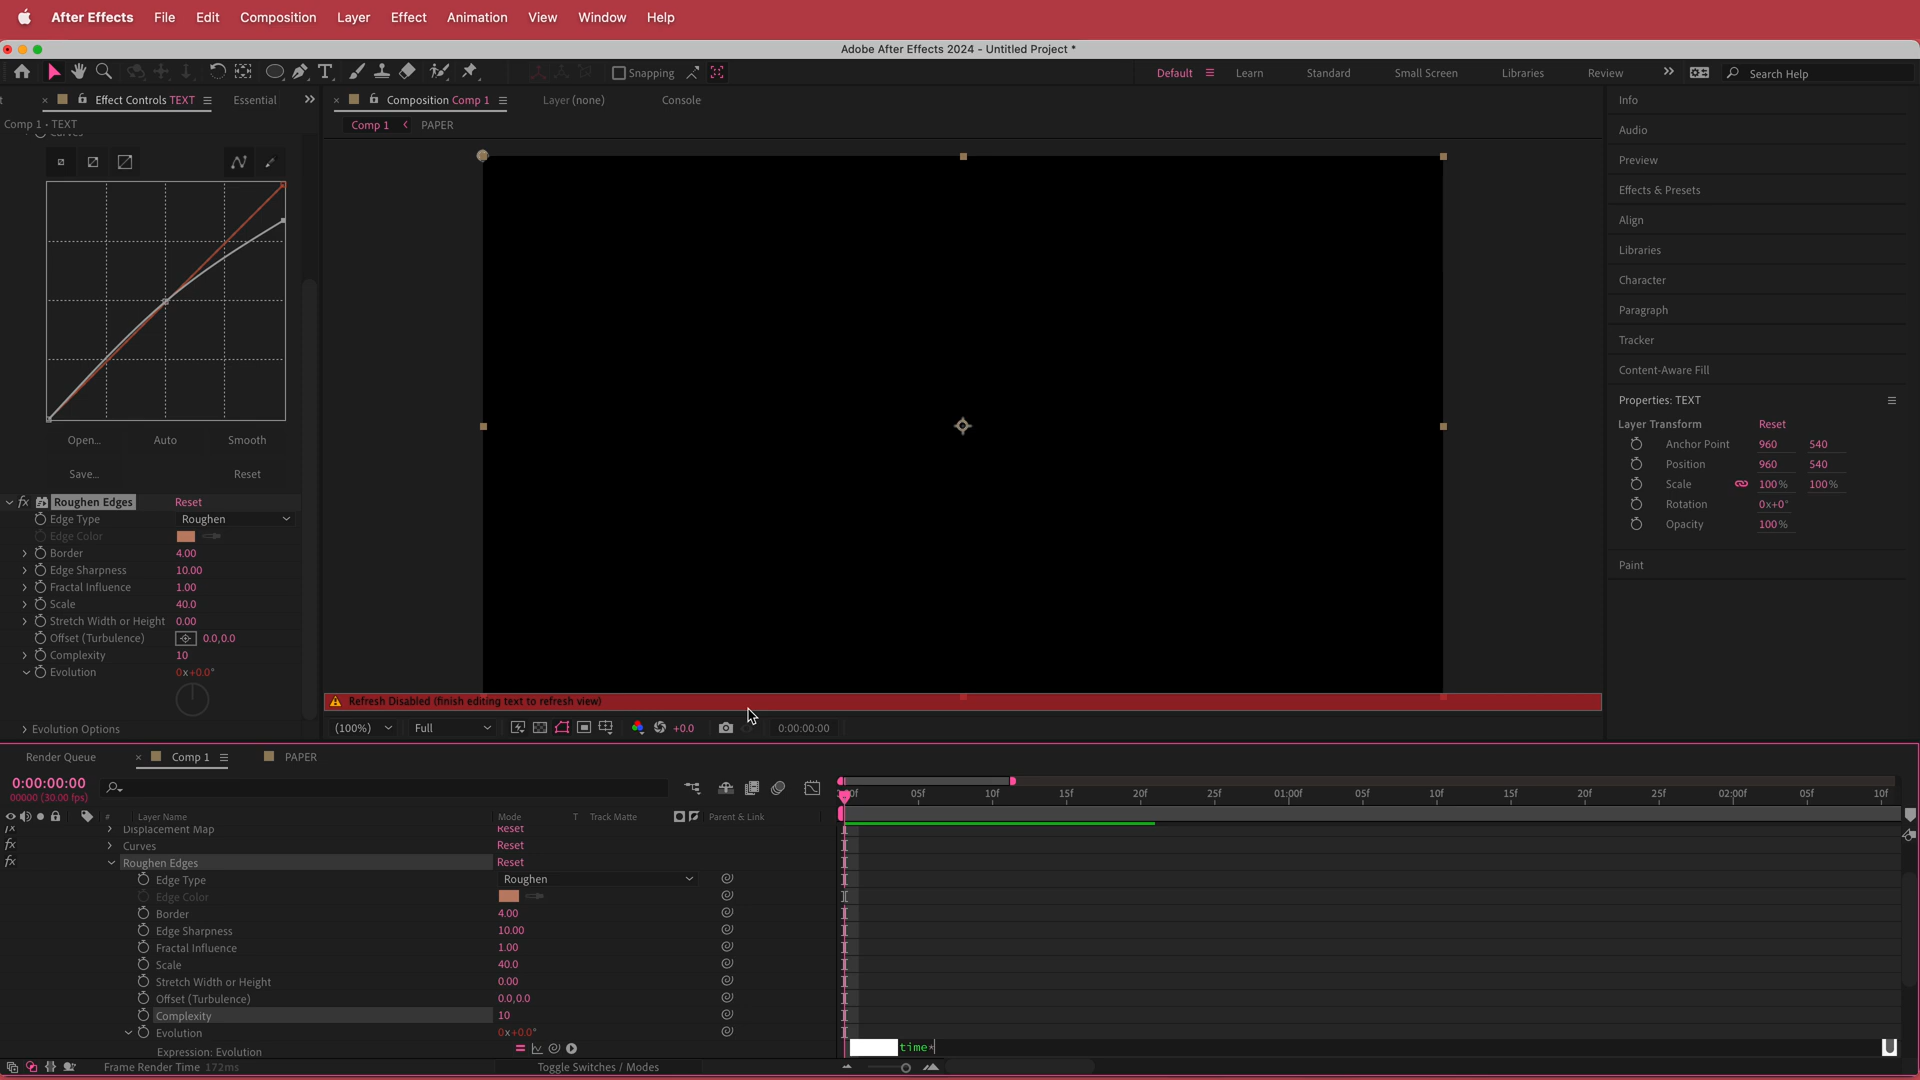 After Effects File Edit Composition Layer Effect Animation View Window Help
Adobe After Effects 2024 - Untitled Project *
Snapping
Default Learn Standard Small Screen Libraries Review Search Help
Effect Controls TEXT Essential
Composition Comp 1 Layer (none) Console
Comp 1 • TEXT
Comp 1 PAPER
Curves
Open... Auto Smooth
Save... Reset
fx Roughen Edges Reset
Edge Type Roughen
Edge Color
Border 4.00
Edge Sharpness 10.00
Fractal Influence 1.00
Scale 40.0
Stretch Width or Height 0.00
Offset (Turbulence) 0.0,0.0
Complexity 10
Evolution 0x+0.0°
Evolution Options
Refresh Disabled (finish editing text to refresh view)
(100%) Full +0.0 0:00:00:00
Info
Audio
Preview
Effects & Presets
Align
Libraries
Character
Paragraph
Tracker
Content-Aware Fill
Properties: TEXT
Layer Transform Reset
Anchor Point 960 540
Position 960 540
Scale 100% 100%
Rotation 0x+0°
Opacity 100%
Paint
Render Queue Comp 1 PAPER
0:00:00:00
00000 (30.00 fps)
05f 10f 15f 20f 25f 01:00f 05f 10f 15f 20f 25f 02:00f 05f 10f
# Layer Name Mode T Track Matte Parent & Link
fx Displacement Map Reset
fx Curves Reset
fx Roughen Edges Reset
Edge Type Roughen
Edge Color
Border 4.00
Edge Sharpness 10.00
Fractal Influence 1.00
Scale 40.0
Stretch Width or Height 0.00
Offset (Turbulence) 0.0,0.0
Complexity 10
Evolution 0x+0.0°
Expression: Evolution time*
Frame Render Time 172ms Toggle Switches / Modes